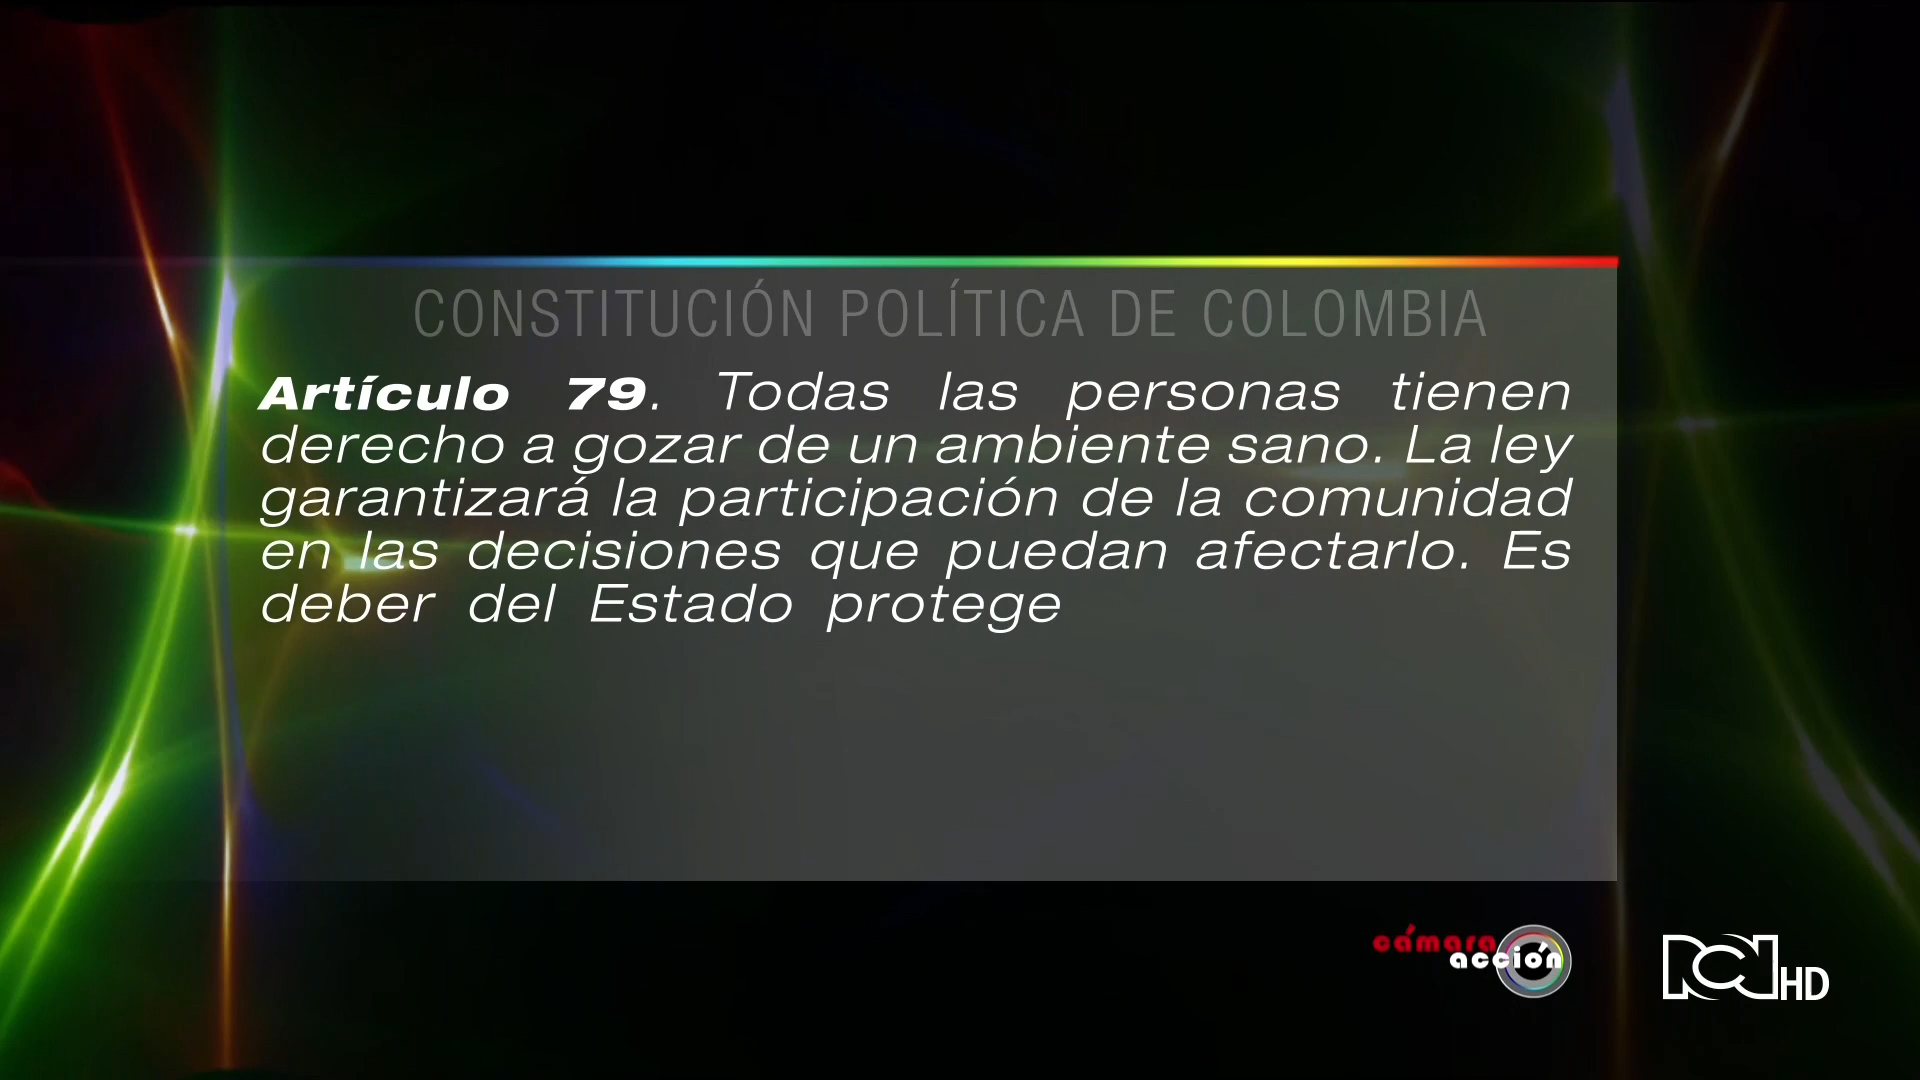 CONSTITUCIÓN POLÍTICA DE COLOMBIA
Artículo 79. Todas las personas tienen
derecho a gozar de un ambiente sano. La ley
garantizará la participación de la comunidad
en las decisiones que puedan afectarlo. Es
deber del Estado protege
cámara
acción
RCN HD